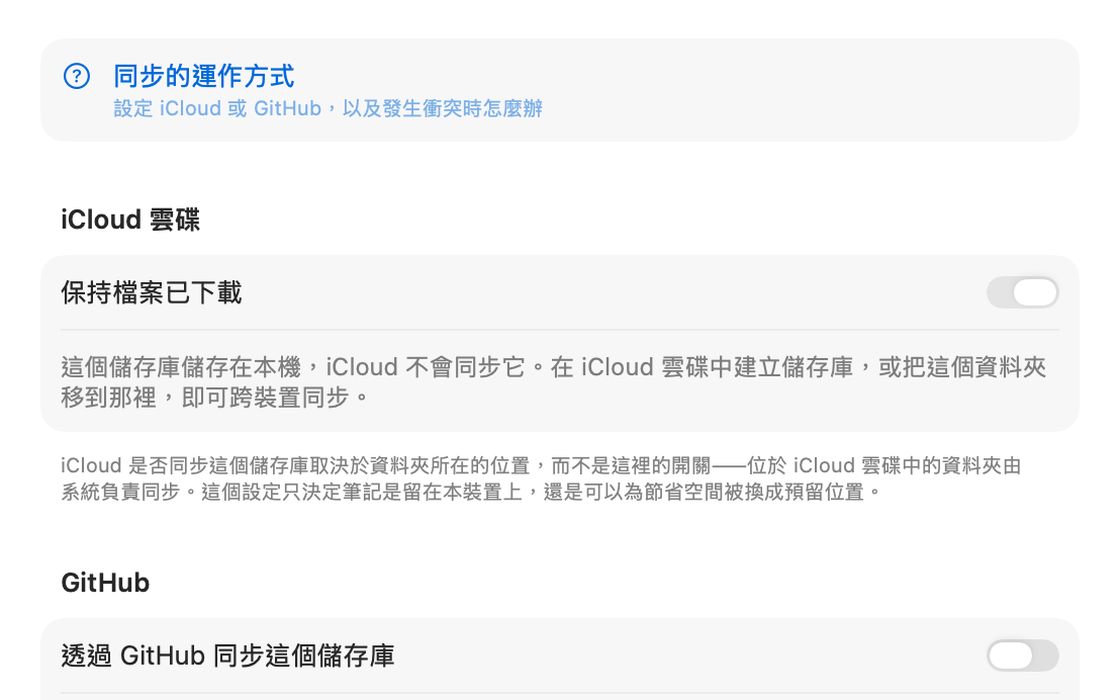 同步的運作方式
設定 iCloud 或 GitHub，以及發生衝突時怎麼辦
iCloud 雲碟
保持檔案已下載
這個儲存庫儲存在本機，iCloud 不會同步它。在 iCloud 雲碟中建立儲存庫，或把這個資料夾
移到那裡，即可跨裝置同步。
iCloud 是否同步這個儲存庫取決於資料夾所在的位置，而不是這裡的開關——位於 iCloud 雲碟中的資料夾由
系統負責同步。這個設定只決定筆記是留在本裝置上，還是可以為節省空間被換成預留位置。
GitHub
透過 GitHub 同步這個儲存庫